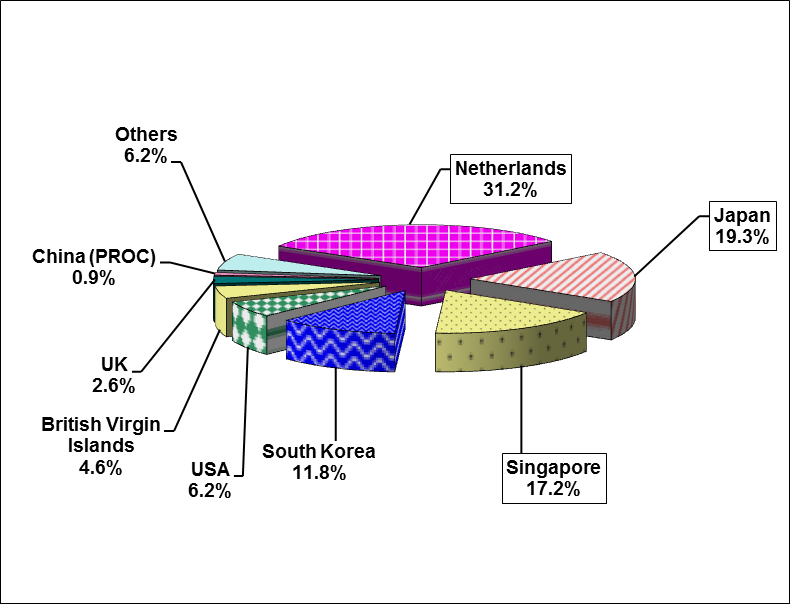 Others
6.2%
Netherlands
31.2%
Japan
19.3%
China (PROC)
0.9%
UK
2.6%
British Virgin
Islands
4.6%
USA
6.2%
South Korea
11.8%
Singapore
17.2%